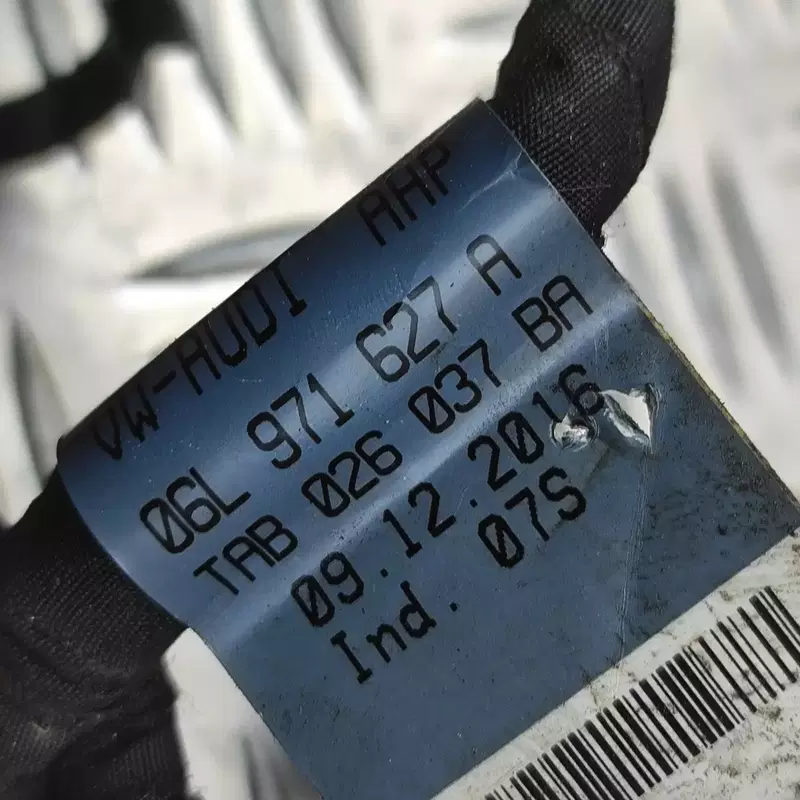 VW-AUDI AHP
06L 971 627 A
TAB 026 037 BA
09.12.2016
Ind. 07S